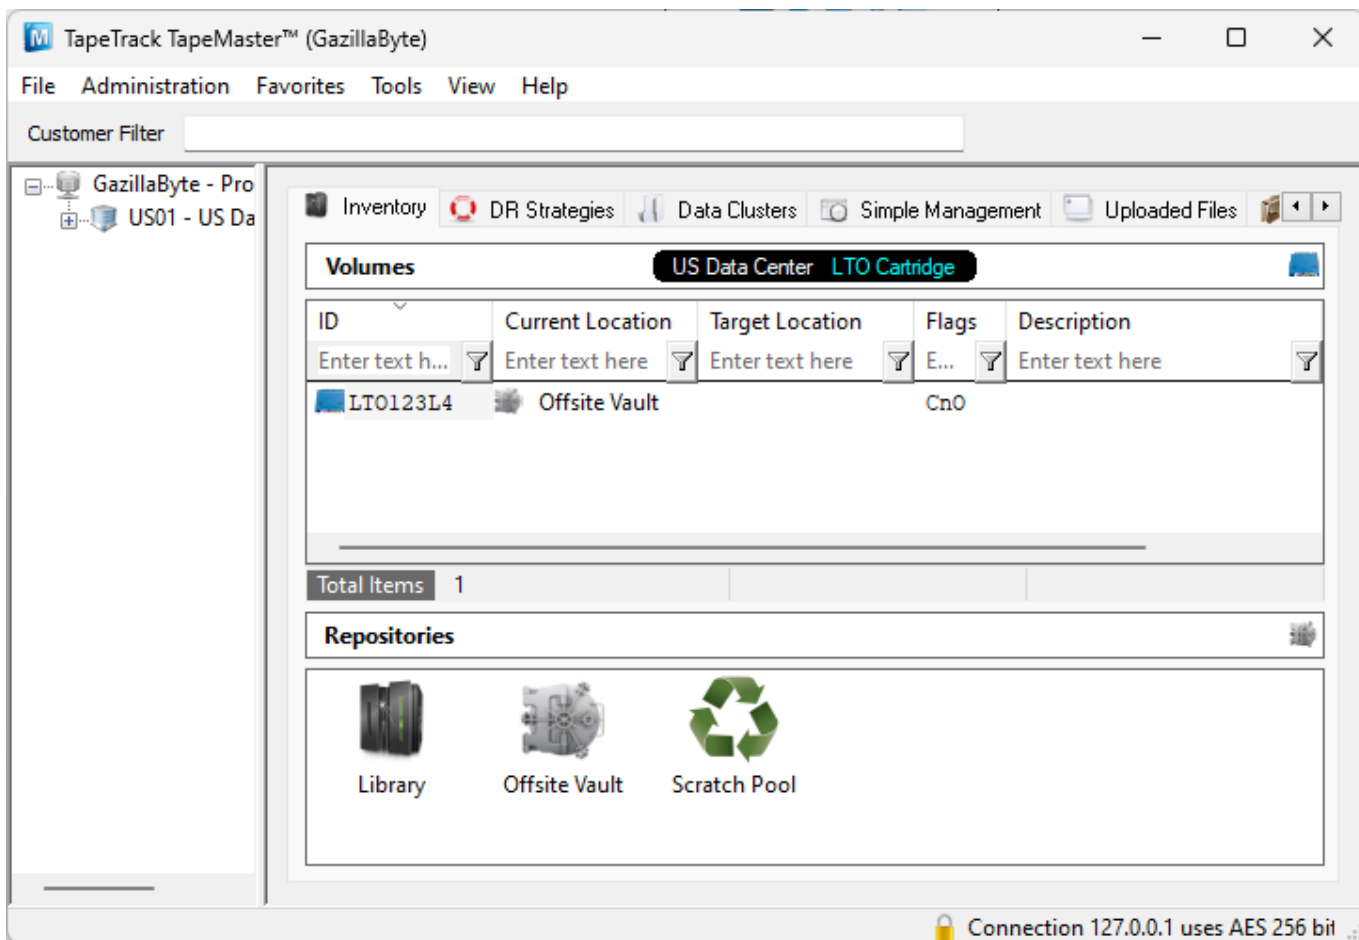 TapeTrack TapeMaster™ (GazillaByte)
File Administration Favorites Tools View Help
Customer Filter
GazillaByte - Pro
US01 - US Da
Inventory DR Strategies Data Clusters Simple Management Uploaded Files
Volumes US Data Center LTO Cartridge
ID Current Location Target Location Flags Description
Enter text h... Enter text here Enter text here E... Enter text here
LTO123L4 Offsite Vault CnO
Total Items 1
Repositories
Library Offsite Vault Scratch Pool
Connection 127.0.0.1 uses AES 256 bit